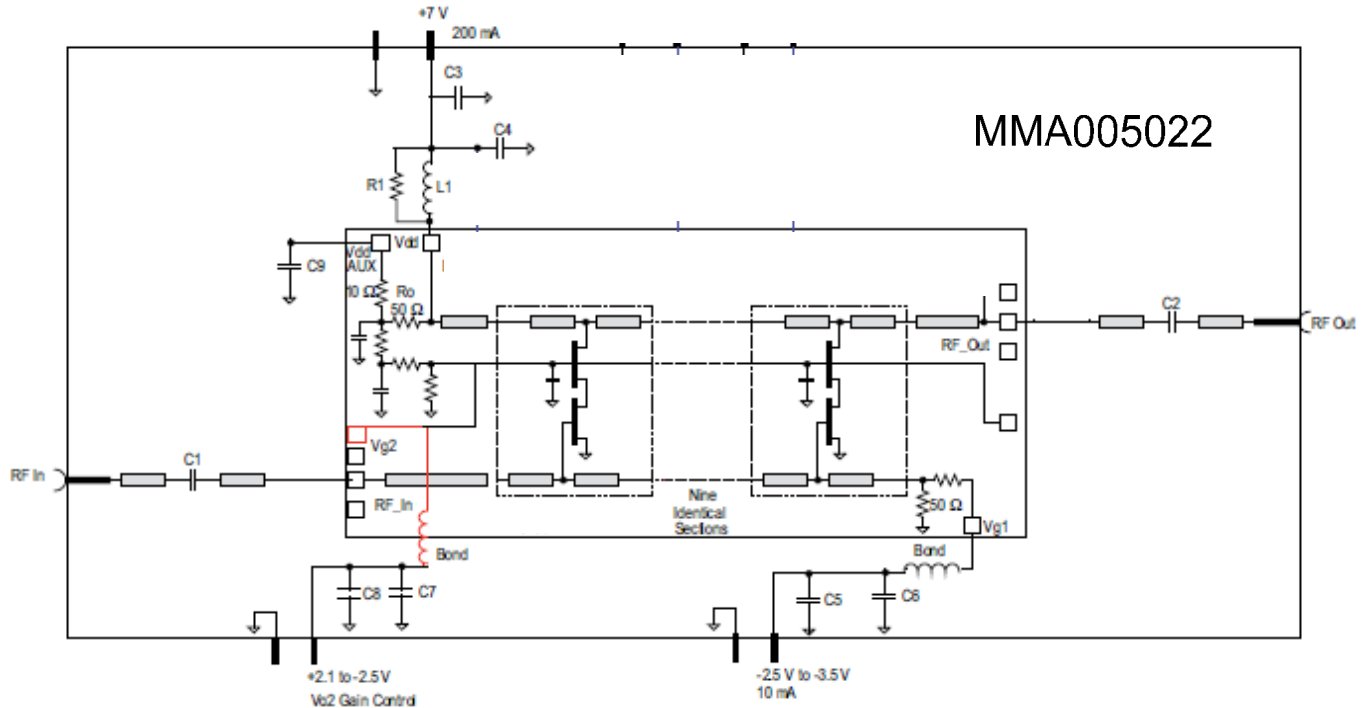 +7 V
200 mA
C3
MMA005022
C4
R1
L1
Vdd
C9
Vdd
AUX
10 Ω
Ro
50 Ω
C2
RF Out
RF_Out
Vg2
C1
RF In
RF_In
Nine
Identical
Sections
50 Ω
Vg1
Bond
Bond
C8
C7
C5
C6
+2.1 to -2.5 V
Vg2 Gain Control
-25 V to -3.5V
10 mA